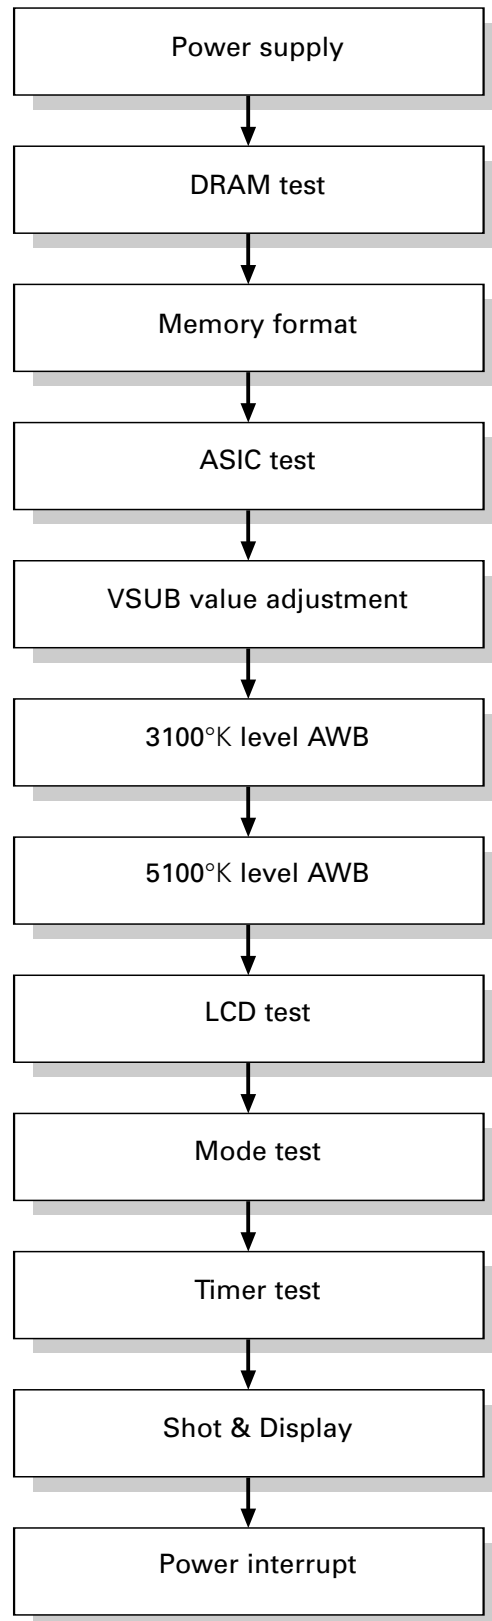 Power supply
DRAM test
Memory format
ASIC test
VSUB value adjustment
3100°K level AWB
5100°K level AWB
LCD test
Mode test
Timer test
Shot & Display
Power interrupt